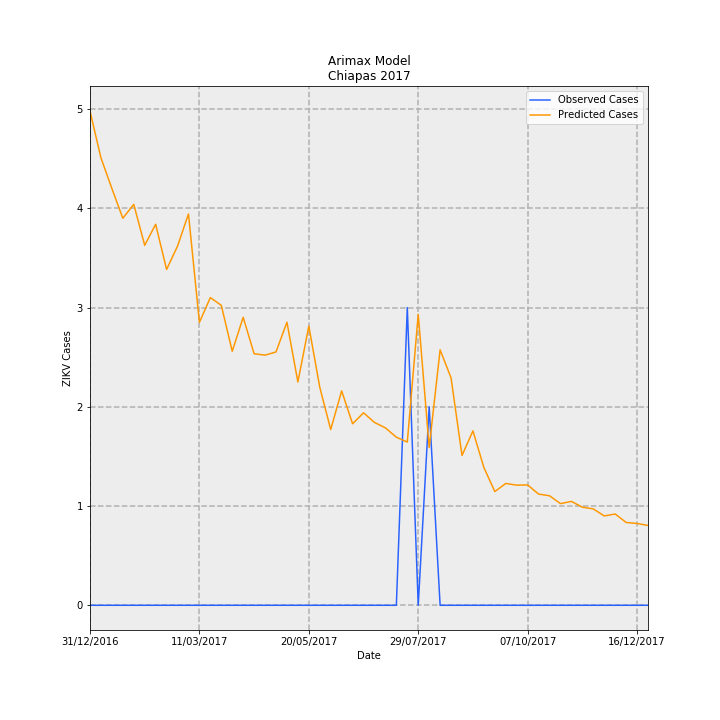 Arimax Model
Chiapas 2017
Observed Cases
Predicted Cases
ZIKV Cases
5
4
3
2
1
0
31/12/2016
11/03/2017
20/05/2017
29/07/2017
07/10/2017
16/12/2017
Date